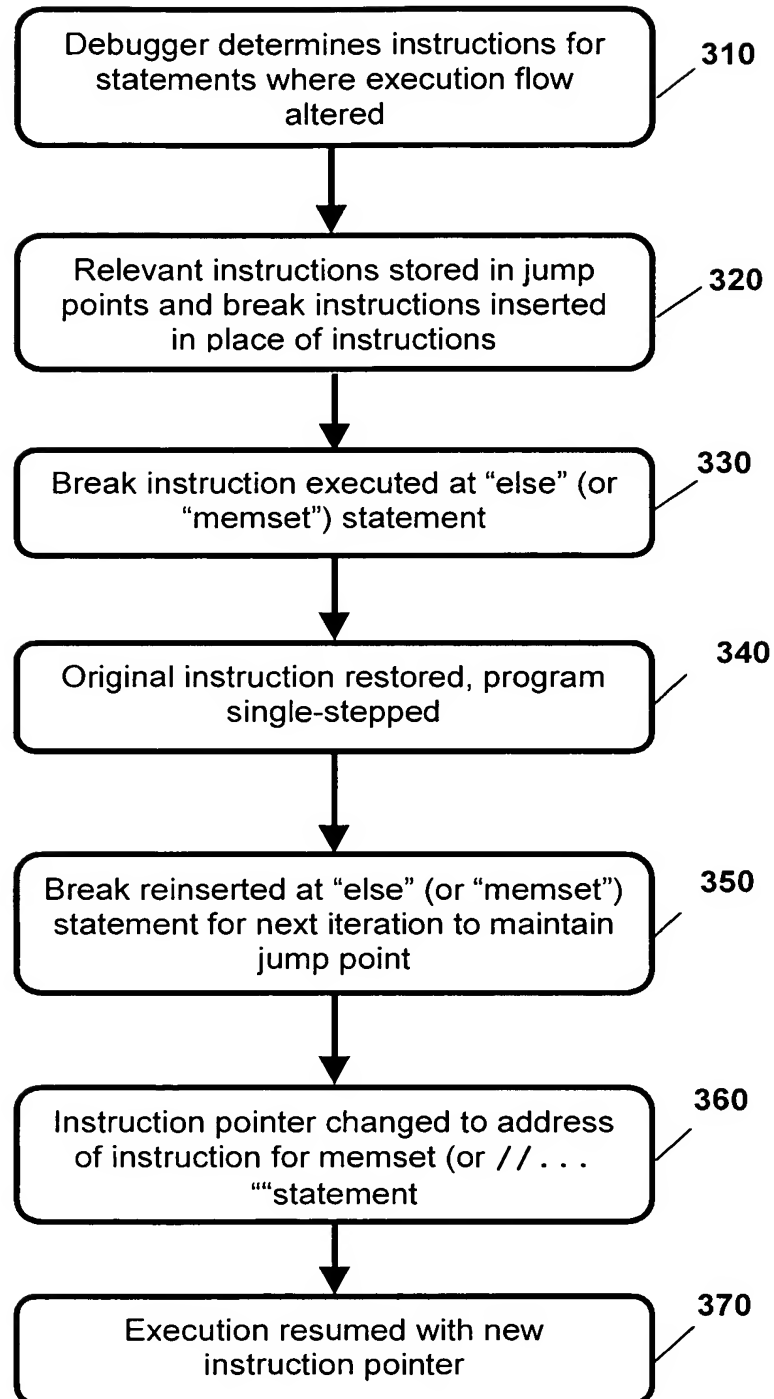 Debugger determines instructions for
statements where execution flow
altered
310
Relevant instructions stored in jump
points and break instructions inserted
in place of instructions
320
Break instruction executed at “else” (or
“memset”) statement
330
Original instruction restored, program
single-stepped
340
Break reinserted at “else” (or “memset”)
statement for next iteration to maintain
jump point
350
Instruction pointer changed to address
of instruction for memset (or //...
““statement
360
Execution resumed with new
instruction pointer
370